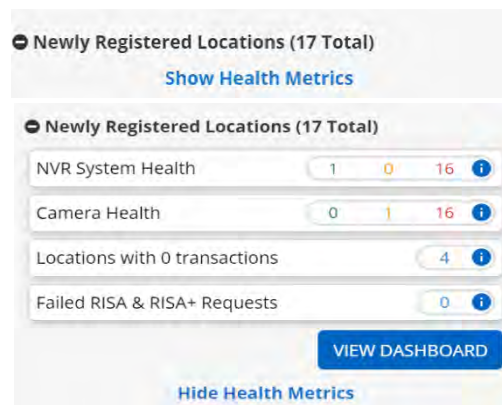 Newly Registered Locations (17 Total)
Show Health Metrics
Newly Registered Locations (17 Total)
NVR System Health 1 0 16
Camera Health 0 1 16
Locations with 0 transactions 4
Failed RISA & RISA+ Requests 0
VIEW DASHBOARD
Hide Health Metrics